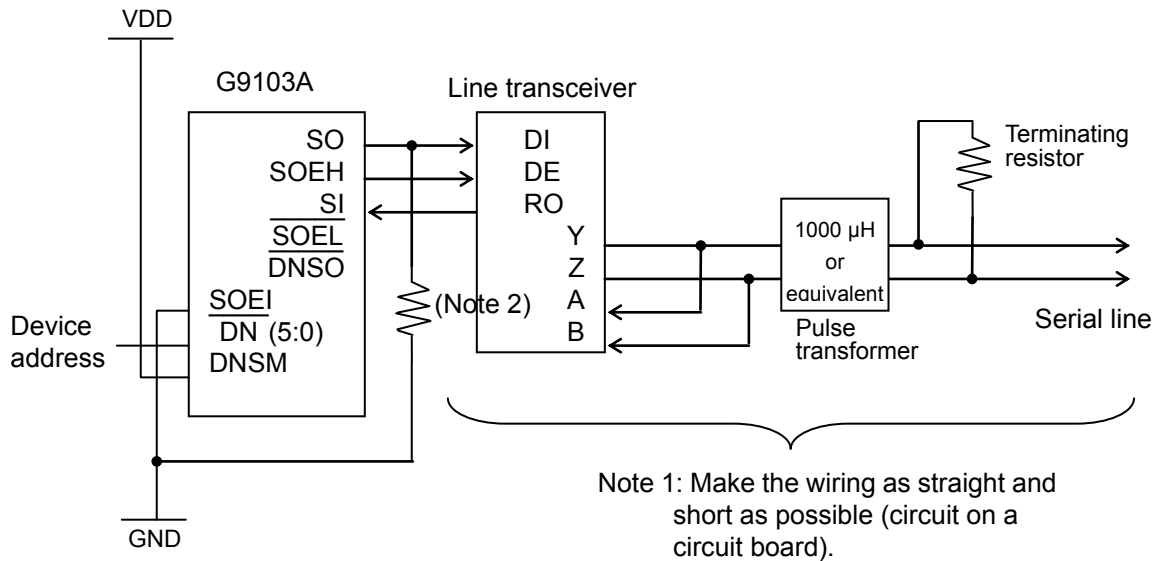 VDD
G9103A
Line transceiver
SO
SOEH
SI
SOEL
DNSO
SOEI
DN (5:0)
DNSM
Device
address
GND
(Note 2)
DI
DE
RO
Y
Z
A
B
1000 µH
or
equivalent
Pulse
transformer
Terminating
resistor
Serial line
Note 1: Make the wiring as straight and
short as possible (circuit on a
circuit board).